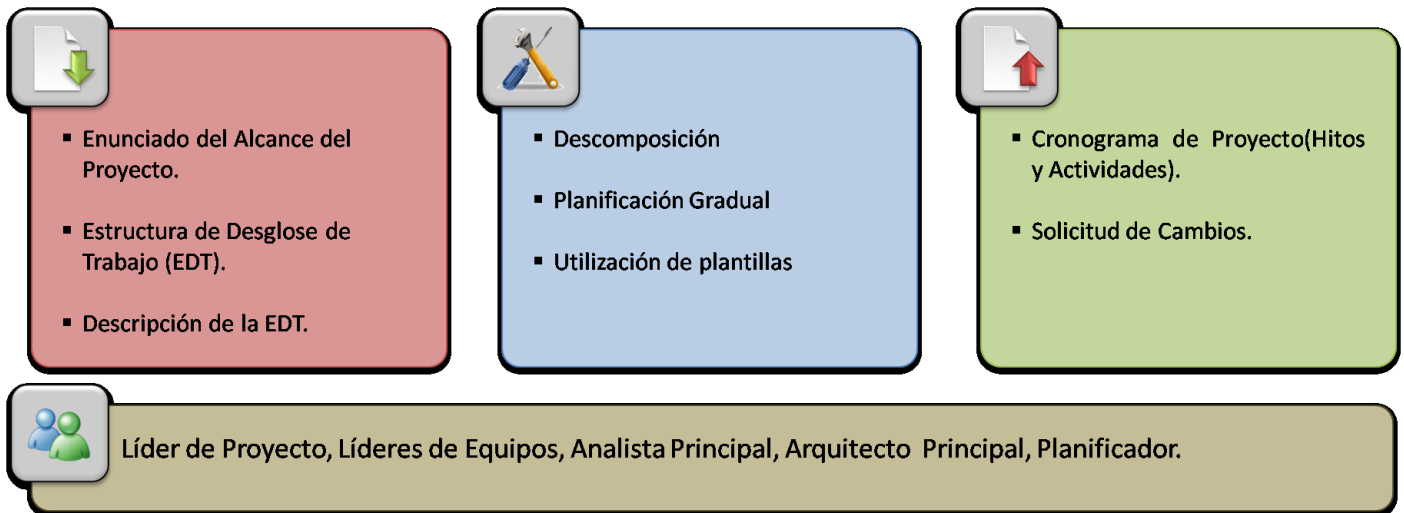 ▪ Enunciado del Alcance del
Proyecto.
▪ Estructura de Desglose de
Trabajo (EDT).
▪ Descripción de la EDT.
▪ Descomposición
▪ Planificación Gradual
▪ Utilización de plantillas
▪ Cronograma de Proyecto(Hitos
y Actividades).
▪ Solicitud de Cambios.
Líder de Proyecto, Líderes de Equipos, Analista Principal, Arquitecto Principal, Planificador.